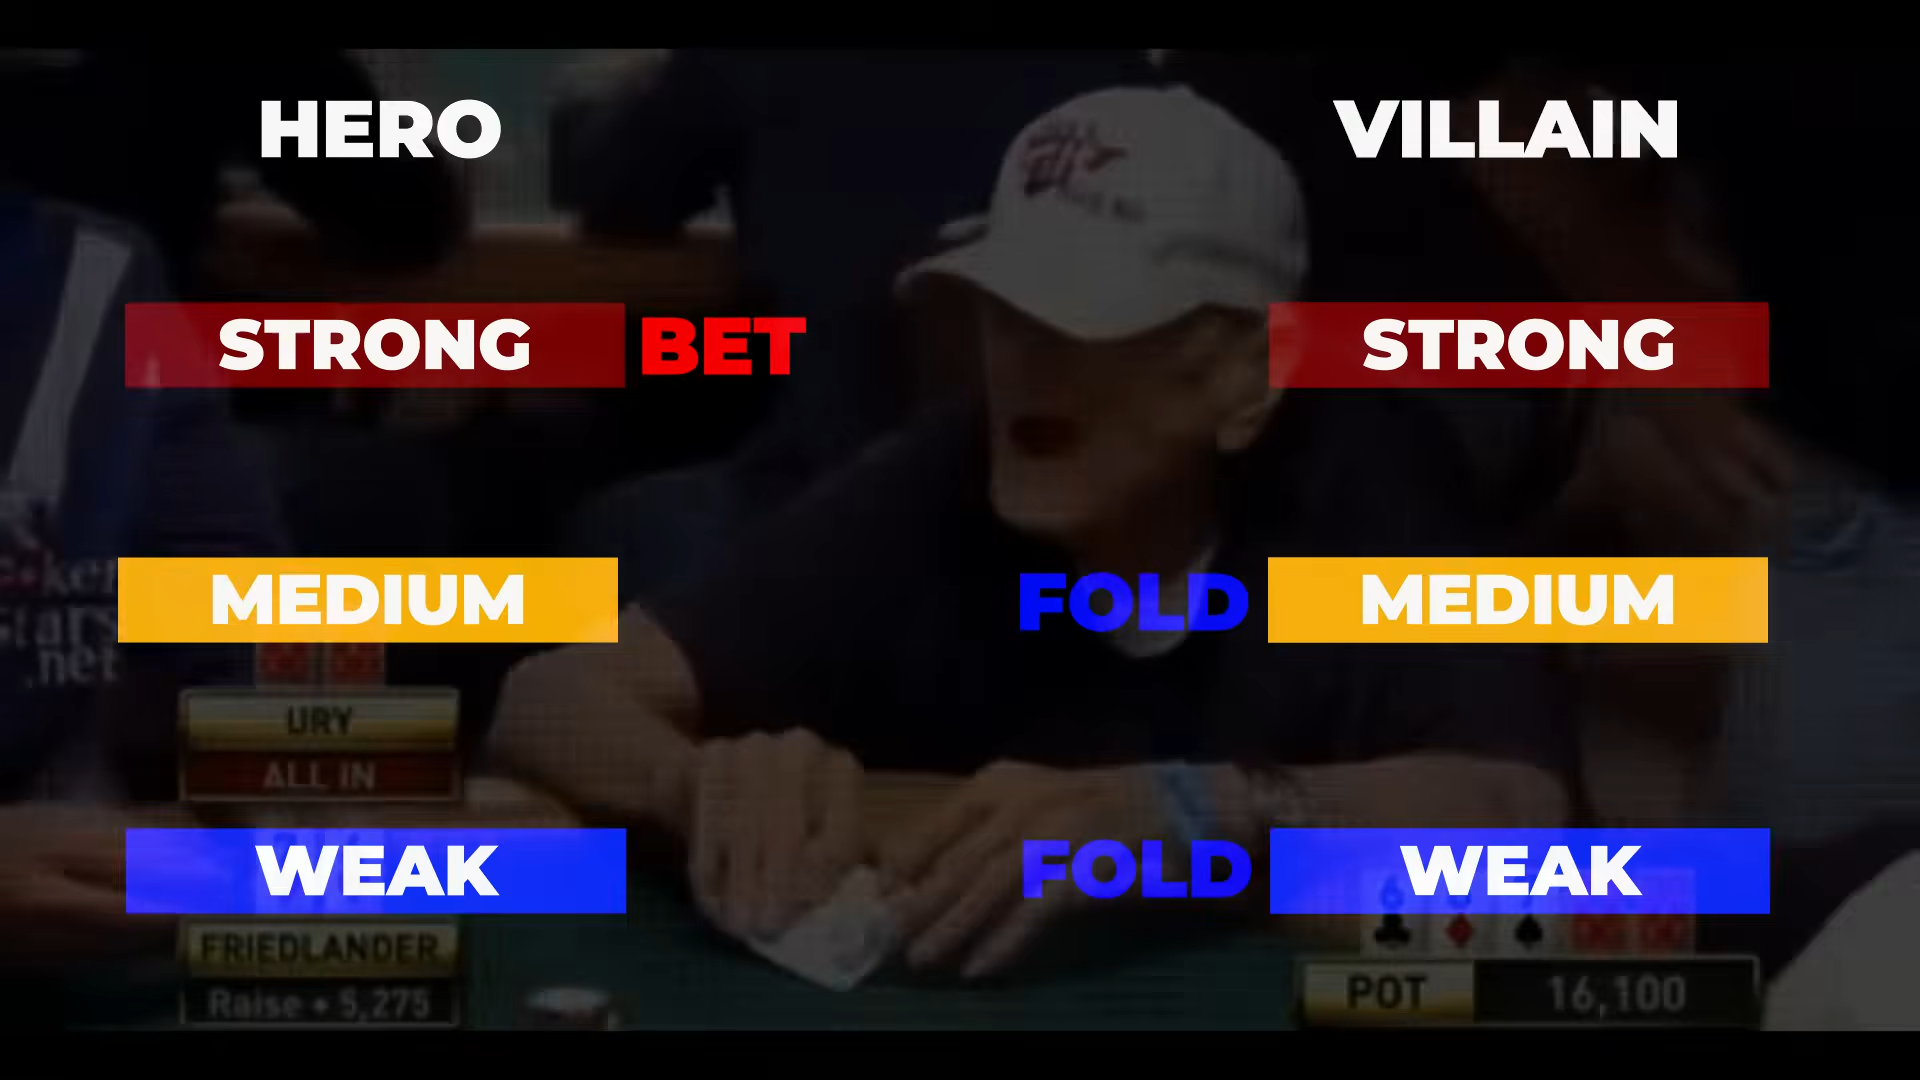 HERO
VILLAIN
STRONG BET
STRONG
MEDIUM
FOLD MEDIUM
URY
ALL IN
WEAK
FOLD WEAK
FRIEDLANDER
Raise • 5,275
POT 16,100